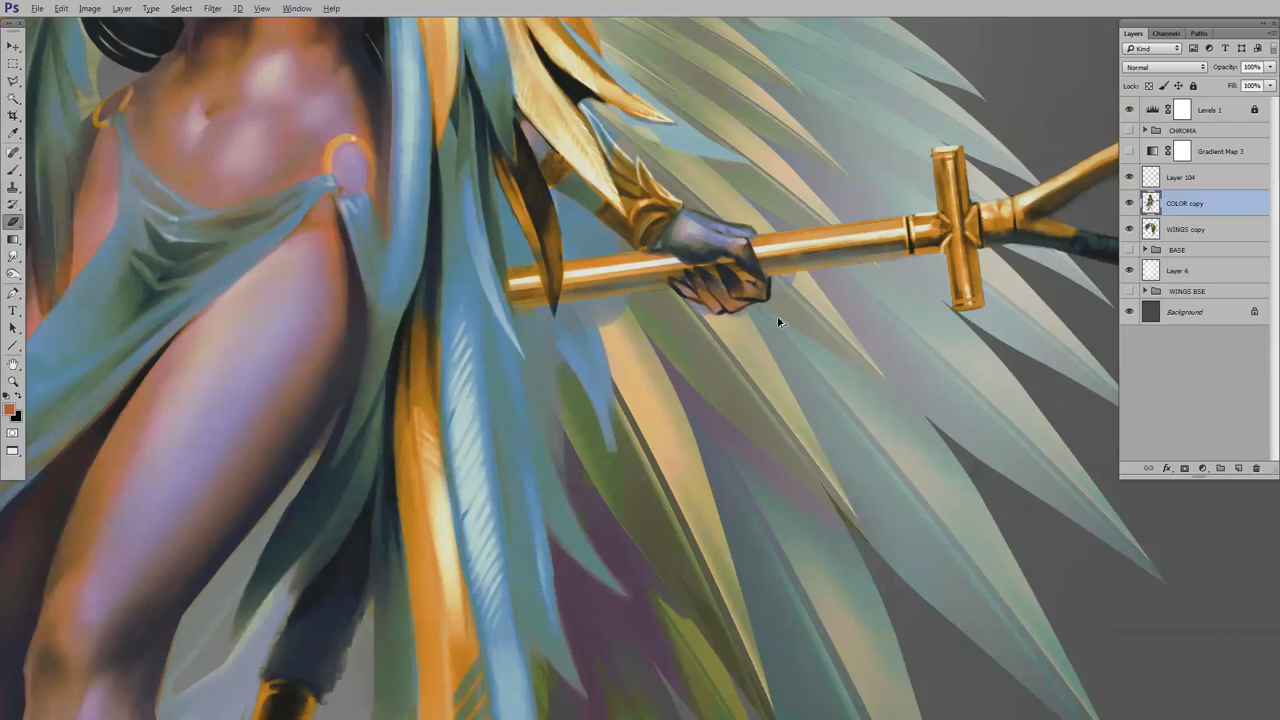 Ps File Edit Image Layer Type Select Filter 3D View Window Help
Layers Channels Paths
Kind
Normal Opacity: 100%
Lock: Fill: 100%
Levels 1
CHROMA
Gradient Map 3
Layer 104
COLOR copy
WINGS copy
BASE
Layer 6
WINGS BSE
Background